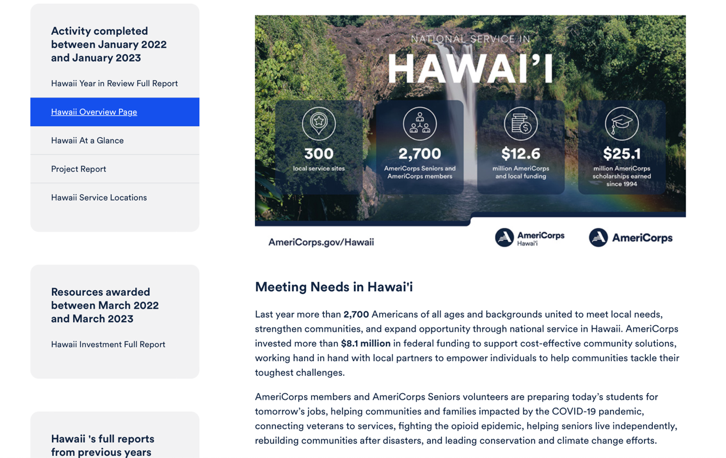 Activity completed
between January 2022
and January 2023
Hawaii Year in Review Full Report
Hawaii Overview Page
Hawaii At a Glance
Project Report
Hawaii Service Locations
Resources awarded
between March 2022
and March 2023
Hawaii Investment Full Report
Hawaii 's full reports
from previous years
NATIONAL SERVICE IN
HAWAI'I
300
local service sites
2,700
AmeriCorps Seniors and
AmeriCorps members
$12.6
million AmeriCorps
and local funding
$25.1
million AmeriCorps
scholarships earned
since 1994
AmeriCorps.gov/Hawaii
AmeriCorps
Hawai'i
AmeriCorps
Meeting Needs in Hawai'i
Last year more than 2,700 Americans of all ages and backgrounds united to meet local needs,
strengthen communities, and expand opportunity through national service in Hawaii. AmeriCorps
invested more than $8.1 million in federal funding to support cost-effective community solutions,
working hand in hand with local partners to empower individuals to help communities tackle their
toughest challenges.
AmeriCorps members and AmeriCorps Seniors volunteers are preparing today's students for
tomorrow's jobs, helping communities and families impacted by the COVID-19 pandemic,
connecting veterans to services, fighting the opioid epidemic, helping seniors live independently,
rebuilding communities after disasters, and leading conservation and climate change efforts.